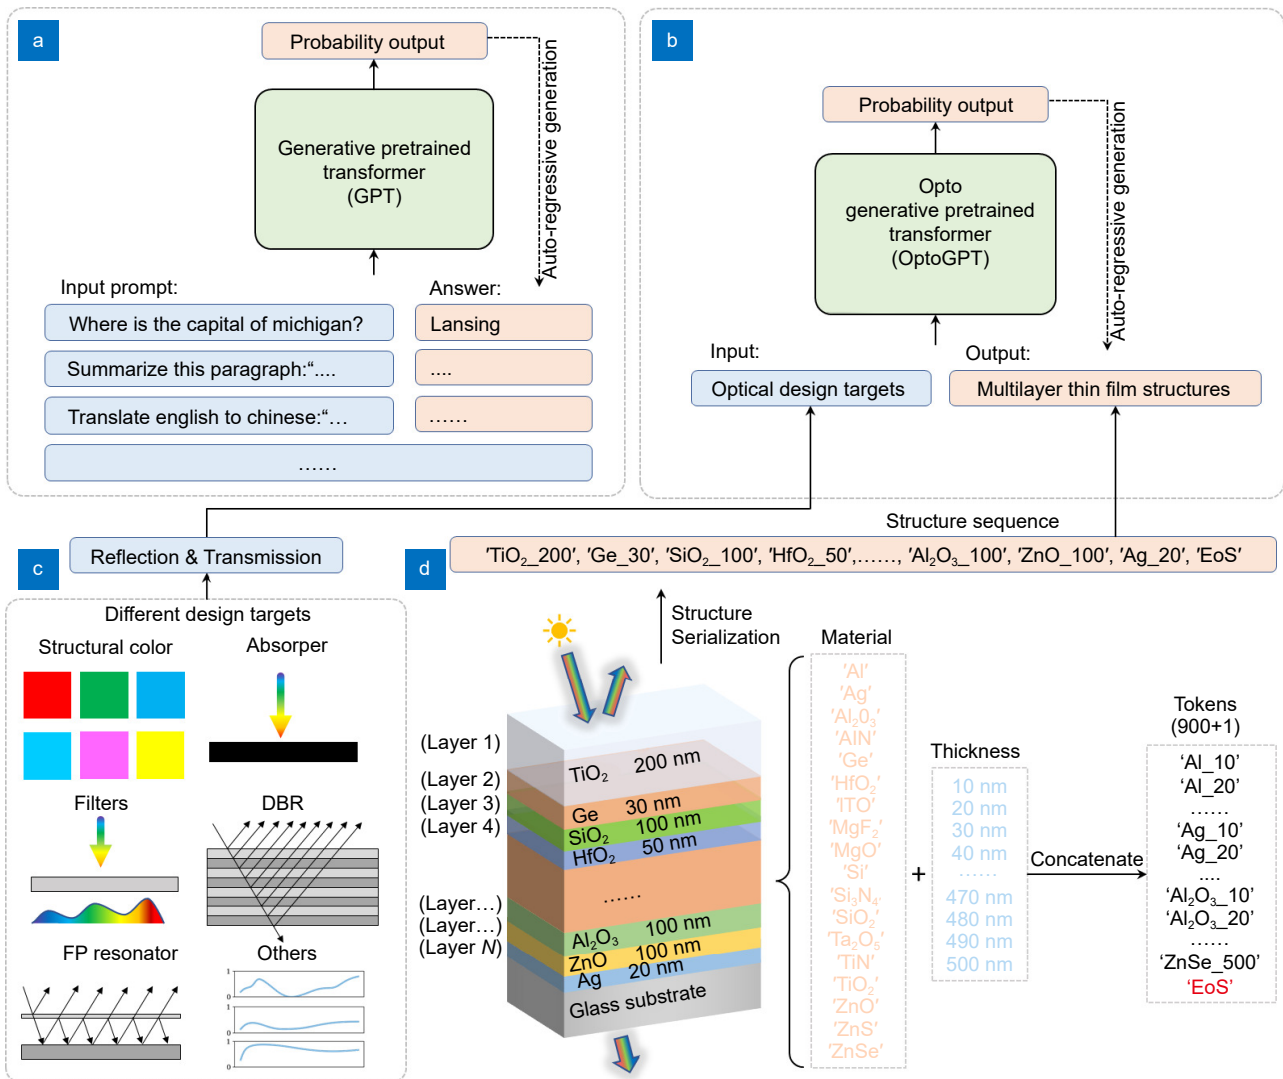 a
Probability output
Generative pretrained
transformer
(GPT)
Auto-regressive generation
Input prompt:
Answer:
Where is the capital of michigan?
Lansing
Summarize this paragraph:“....
....
Translate english to chinese:“...
......
......
b
Probability output
Opto
generative pretrained
transformer
(OptoGPT)
Auto-regressive generation
Input:
Output:
Optical design targets
Multilayer thin film structures
c
Reflection & Transmission
Different design targets
Structural color
Absorper
Filters
DBR
FP resonator
Others
1
0
1
0
1
0
d
Structure sequence
′TiO₂_200′, ′Ge_30′, ′SiO₂_100′, ′HfO₂_50′,......, ′Al₂O₃_100′, ′ZnO_100′, ′Ag_20′, ′EoS′
Structure
Serialization
(Layer 1)
(Layer 2)
(Layer 3)
(Layer 4)
(Layer...)
(Layer...)
(Layer N)
TiO₂ 200 nm
Ge 30 nm
SiO₂ 100 nm
HfO₂ 50 nm
......
Al₂O₃ 100 nm
ZnO 100 nm
Ag 20 nm
Glass substrate
Material
′Al′
′Ag′
′Al₂0₃′
′AlN′
′Ge′
′HfO₂′
′ITO′
′MgF₂′
′MgO′
′Si′
′Si₃N₄′
′SiO₂′
′Ta₂O₅′
′TiN′
′TiO₂′
′ZnO′
′ZnS′
′ZnSe′
+
Thickness
10 nm
20 nm
30 nm
40 nm
......
470 nm
480 nm
490 nm
500 nm
Concatenate
Tokens
(900+1)
‘Al_10’
‘Al_20’
......
‘Ag_10’
‘Ag_20’
....
‘Al₂O₃_10’
‘Al₂O₃_20’
......
‘ZnSe_500’
‘EoS’